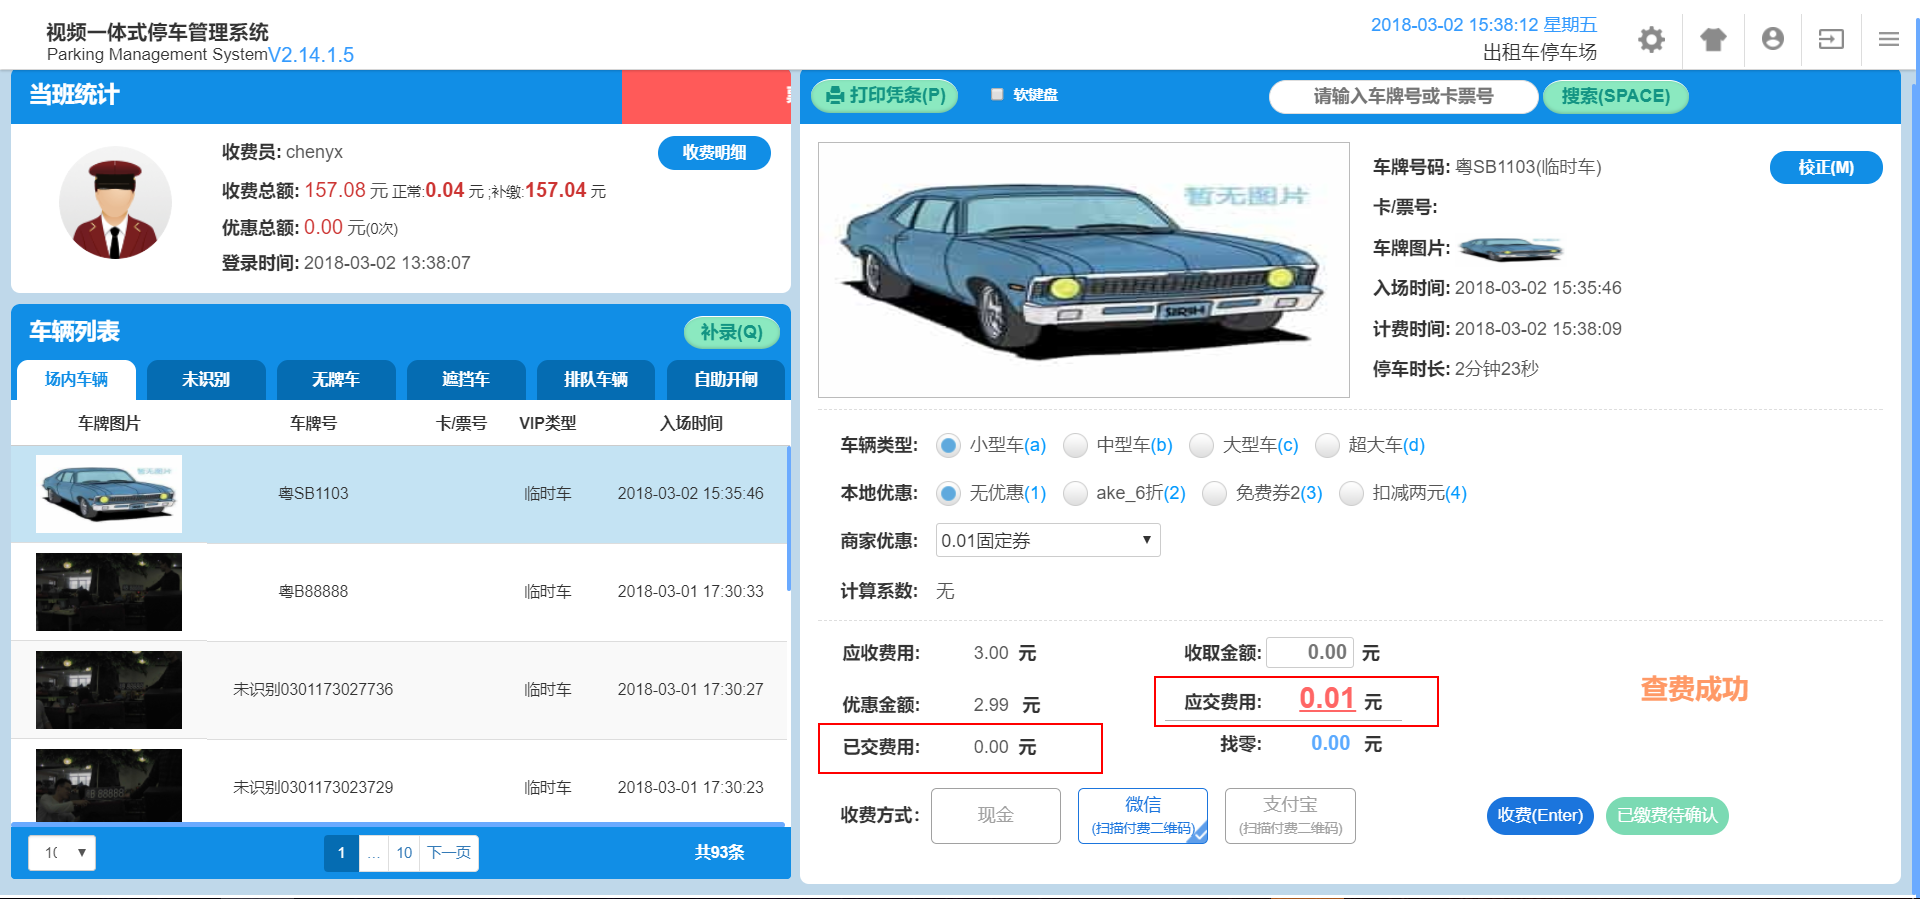 视频一体式停车管理系统
Parking Management SystemV2.14.1.5
2018-03-02 15:38:12 星期五
出租车停车场
当班统计
收费员: chenyx
收费明细
收费总额: 157.08 元 正常:0.04 元 ;补缴:157.04 元
优惠总额: 0.00 元(0次)
登录时间: 2018-03-02 13:38:07
车辆列表
补录(Q)
场内车辆 未识别 无牌车 遮挡车 排队车辆 自助开闸
车牌图片 车牌号 卡/票号 VIP类型 入场时间
粤SB1103 临时车 2018-03-02 15:35:46
粤B88888 临时车 2018-03-01 17:30:33
未识别0301173027736 临时车 2018-03-01 17:30:27
未识别0301173023729 临时车 2018-03-01 17:30:23
1 ... 10 下一页
共93条
打印凭条(P) 软键盘 请输入车牌号或卡票号 搜索(SPACE)
暂无图片
车牌号码: 粤SB1103(临时车)
校正(M)
卡/票号:
车牌图片:
入场时间: 2018-03-02 15:35:46
计费时间: 2018-03-02 15:38:09
停车时长: 2分钟23秒
车辆类型: 小型车(a) 中型车(b) 大型车(c) 超大车(d)
本地优惠: 无优惠(1) ake_6折(2) 免费券2(3) 扣减两元(4)
商家优惠: 0.01固定券
计算系数: 无
应收费用: 3.00 元 收取金额: 0.00 元
优惠金额: 2.99 元 应交费用: 0.01 元
查费成功
已交费用: 0.00 元 找零: 0.00 元
收费方式: 现金 微信 支付宝
(扫描付费二维码) (扫描付费二维码)
收费(Enter) 已缴费待确认